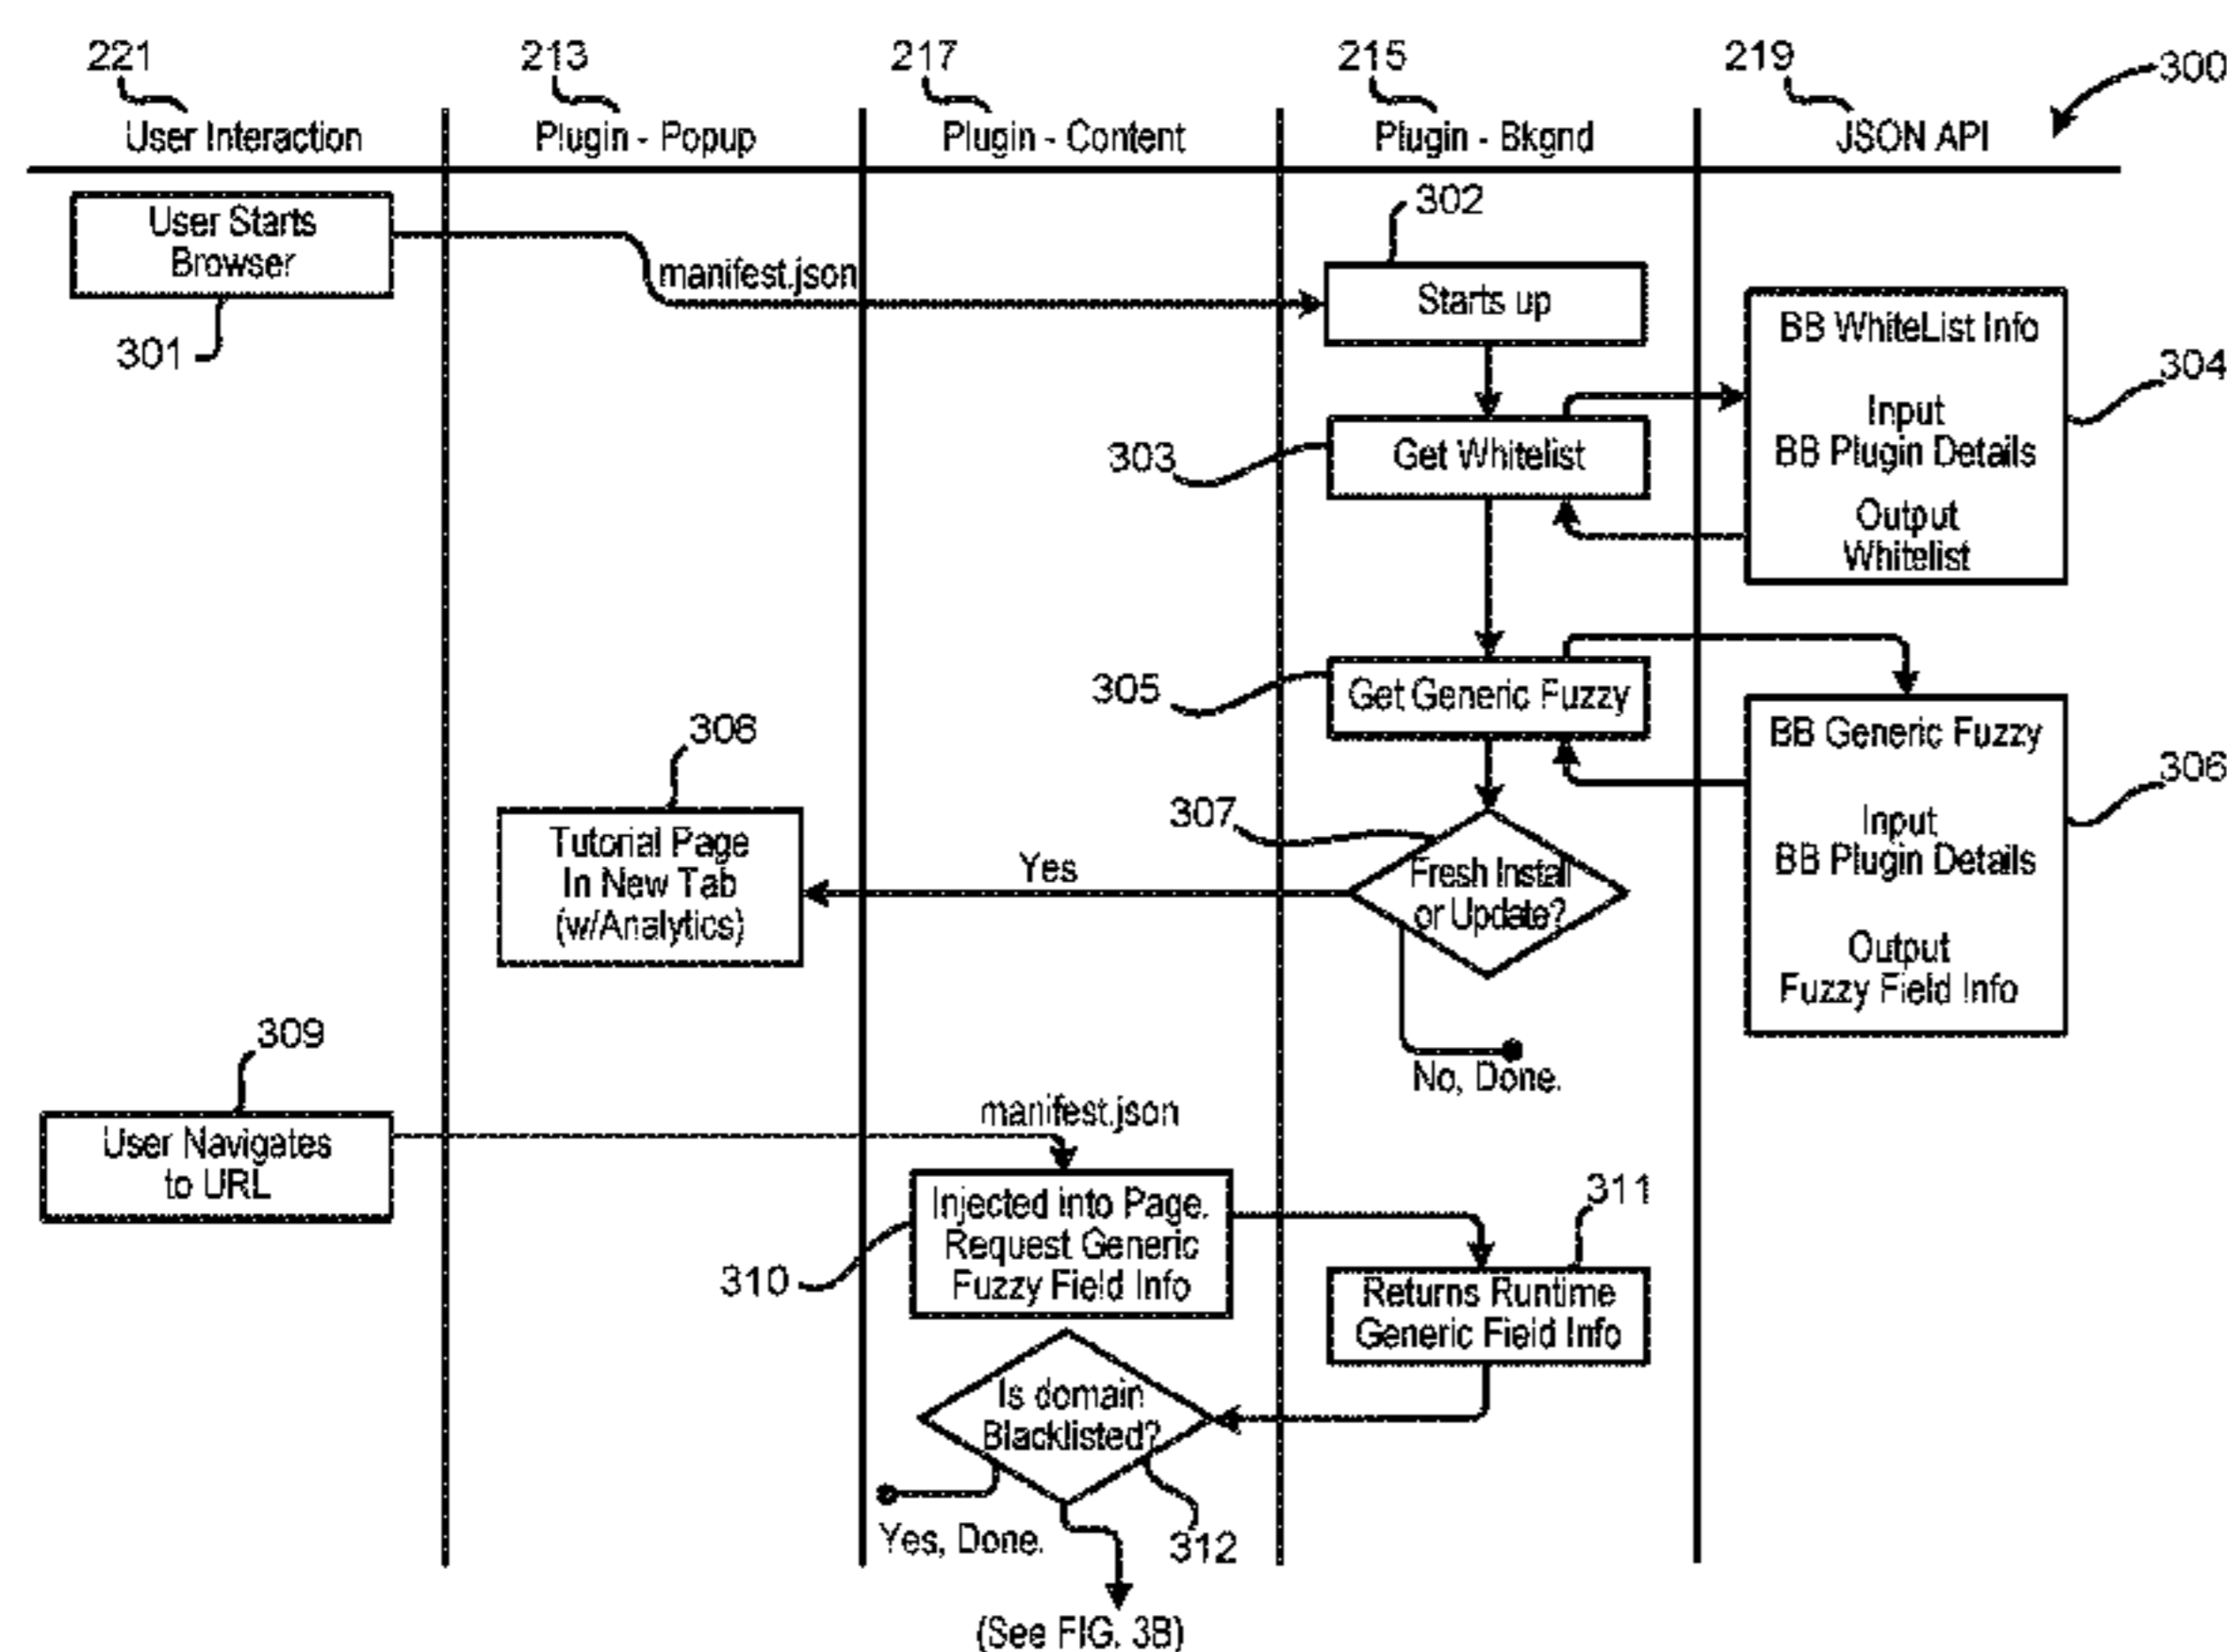 221
213
217
215
219
300
User Interaction
Plugin - Popup
Plugin - Content
Plugin - Bkgnd
JSON API
User Starts
Browser
301
manifest.json
302
Starts up
BB WhiteList Info
Input
BB Plugin Details
Output
Whitelist
304
303
Get Whitelist
305
Get Generic Fuzzy
BB Generic Fuzzy
Input
BB Plugin Details
Output
Fuzzy Field Info
306
306
Tutorial Page
In New Tab
(w/Analytics)
Yes
307
Fresh Install
or Update?
No, Done.
309
User Navigates
to URL
manifest.json
310
Injected into Page.
Request Generic
Fuzzy Field Info
311
Returns Runtime
Generic Field Info
Is domain
Blacklisted?
Yes, Done.
312
(See FIG. 3B)